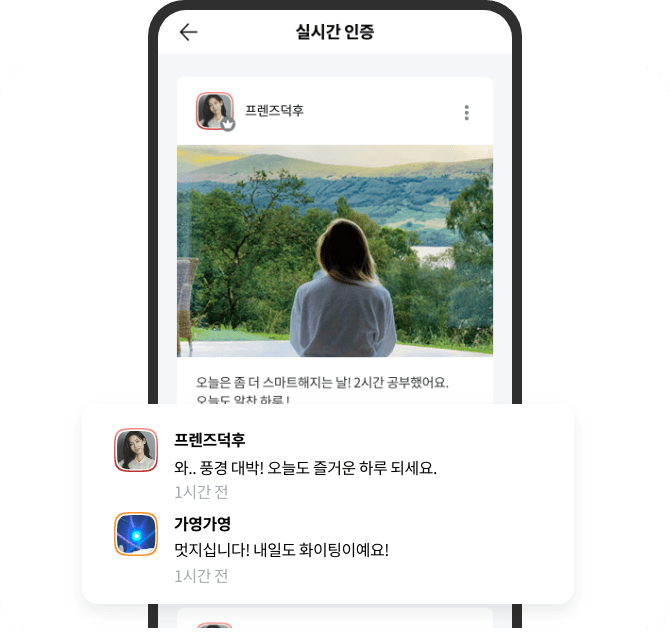 실시간 인증
프렌즈덕후
오늘은 좀 더 스마트해지는 날! 2시간 공부했어요.
오늘도 알찬 하루!
프렌즈덕후
와.. 풍경 대박! 오늘도 즐거운 하루 되세요.
1시간 전
가영가영
멋지십니다! 내일도 화이팅이예요!
1시간 전